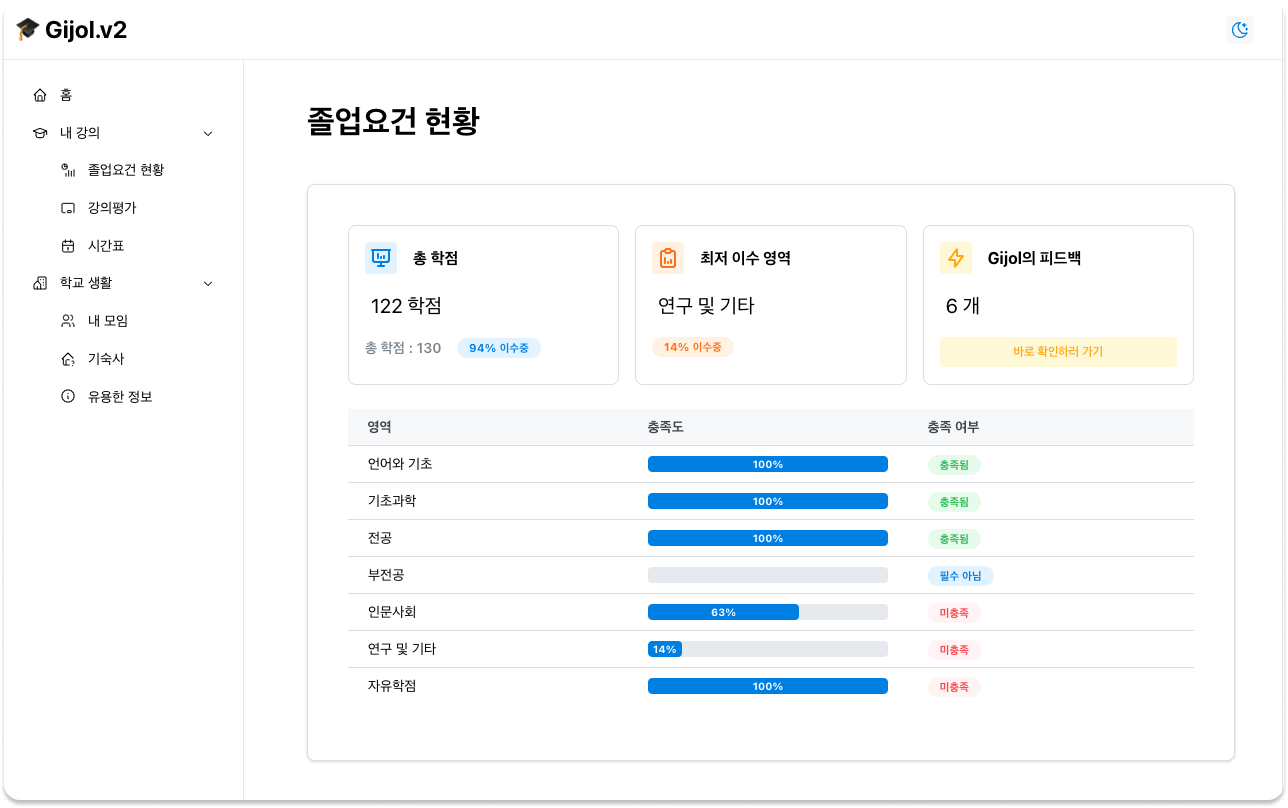 🎓 Gijol.v2
홈
내 강의
졸업요건 현황
강의평가
시간표
학교 생활
내 모임
기숙사
유용한 정보
졸업요건 현황
총 학점
122 학점
총 학점 : 130 94% 이수중
최저 이수 영역
연구 및 기타
14% 이수중
Gijol의 피드백
6 개
바로 확인하러 가기
영역 충족도 충족 여부
언어와 기초 100% 충족됨
기초과학 100% 충족됨
전공 100% 충족됨
부전공 필수 아님
인문사회 63% 미충족
연구 및 기타 14% 미충족
자유학점 100% 미충족